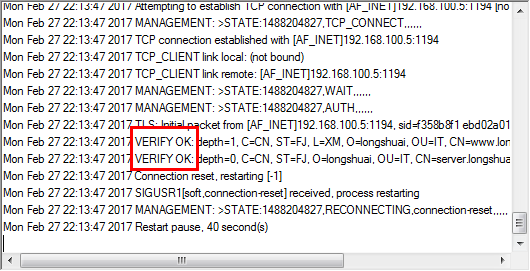 Mon Feb 27 22:13:47 2017 Attempting to establish TCP connection with [AF_INET]192.168.100.5:1194 [no
Mon Feb 27 22:13:47 2017 MANAGEMENT: >STATE:1488204827,TCP_CONNECT,,,,,,
Mon Feb 27 22:13:47 2017 TCP connection established with [AF_INET]192.168.100.5:1194
Mon Feb 27 22:13:47 2017 TCP_CLIENT link local: (not bound)
Mon Feb 27 22:13:47 2017 TCP_CLIENT link remote: [AF_INET]192.168.100.5:1194
Mon Feb 27 22:13:47 2017 MANAGEMENT: >STATE:1488204827,WAIT,,,,,,
Mon Feb 27 22:13:47 2017 MANAGEMENT: >STATE:1488204827,AUTH,,,,,,
Mon Feb 27 22:13:47 2017 TLS: Initial packet from [AF_INET]192.168.100.5:1194, sid=f358b8f1 ebd02a01
Mon Feb 27 22:13:47 2017 VERIFY OK: depth=1, C=CN, ST=FJ, L=XM, O=longshuai, OU=IT, CN=www.lon
Mon Feb 27 22:13:47 2017 VERIFY OK: depth=0, C=CN, ST=FJ, O=longshuai, OU=IT, CN=server.longshua
Mon Feb 27 22:13:47 2017 Connection reset, restarting [-1]
Mon Feb 27 22:13:47 2017 SIGUSR1[soft,connection-reset] received, process restarting
Mon Feb 27 22:13:47 2017 MANAGEMENT: >STATE:1488204827,RECONNECTING,connection-reset,,,,,
Mon Feb 27 22:13:47 2017 Restart pause, 40 second(s)